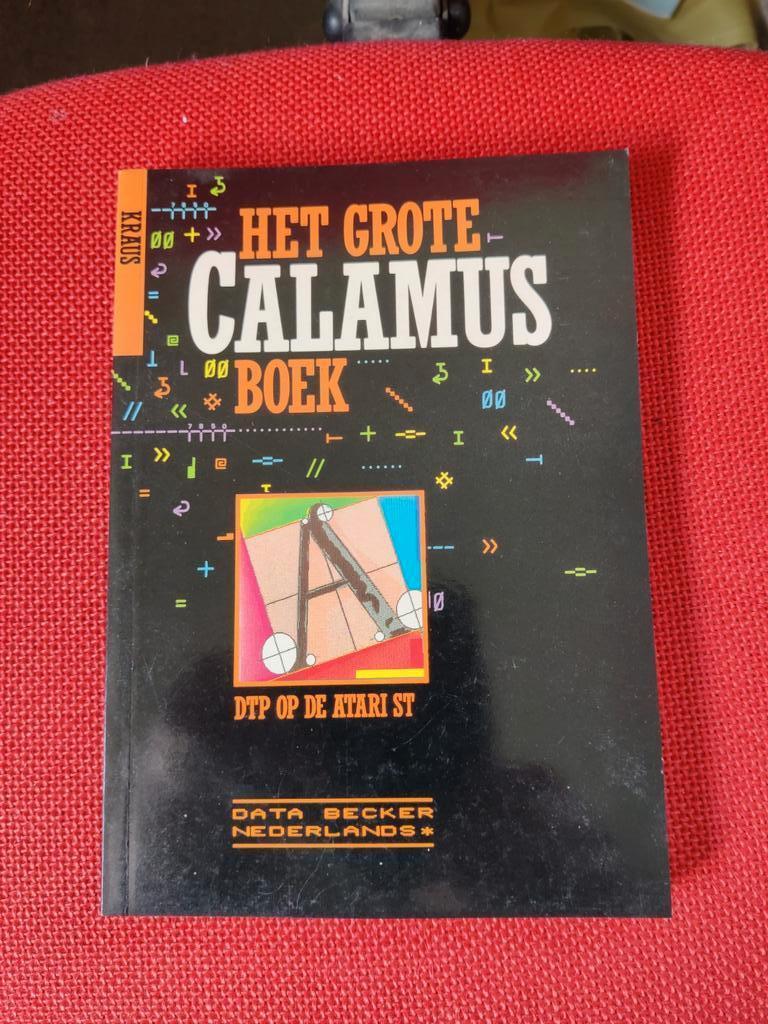 KRAUS
HET GROTE
CALAMUS
BOEK
DTP OP DE ATARI ST
DATA BECKER
NEDERLANDS*